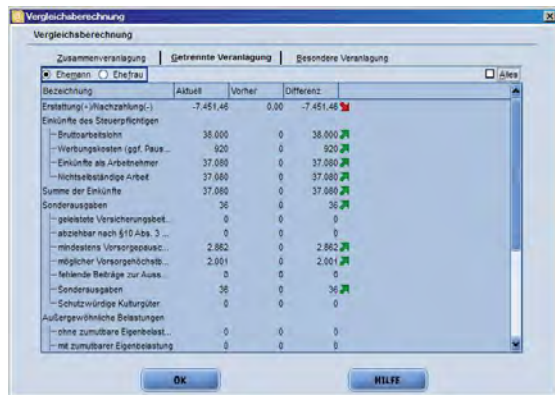 Vergleichsberechnung
Vergleichsberechnung
Zusammenveranlagung Getrennte Veranlagung Besondere Veranlagung
Ehemann Ehefrau Alles
Bezeichnung Aktuell Vorher Differenz
Erstattung(+)/Nachzahlung(-) -7.451,46 0,00 -7.451,46
Einkünfte des Steuerpflichtigen
Bruttoarbeitslohn 38.000 0 38.000
Werbungskosten (ggf. Paus... 920 0 920
Einkünfte als Arbeitnehmer 37.080 0 37.080
Nichtselbständige Arbeit 37.080 0 37.080
Summe der Einkünfte 37.080 0 37.080
Sonderausgaben 36 0 36
geleistete Versicherungsbeit... 0 0 0
abziehbar nach §10 Abs. 3 ... 0 0 0
mindestens Vorsorgepausc... 2.862 0 2.862
möglicher Vorsorgehöchstb... 2.001 0 2.001
fehlende Beiträge zur Auss... 0 0 0
Sonderausgaben 36 0 36
Schutzwürdige Kulturgüter 0 0 0
Außergewöhnliche Belastungen
ohne zumutbare Eigenbelast... 0 0 0
mit zumutbarer Eigenbelastung 0 0 0
OK HILFE